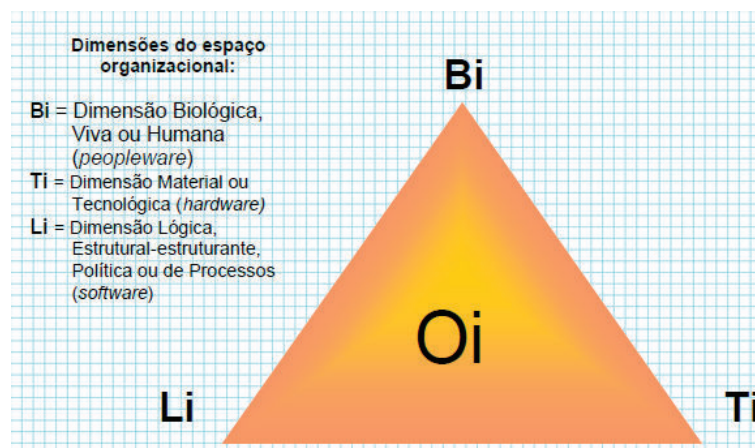 Dimensões do espaço
organizacional:
Bi = Dimensão Biológica,
Viva ou Humana
(peopleware)
Ti = Dimensão Material ou
Tecnológica (hardware)
Li = Dimensão Lógica,
Estrutural-estruturante,
Política ou de Processos
(software)
Bi
Oi
Li
Ti